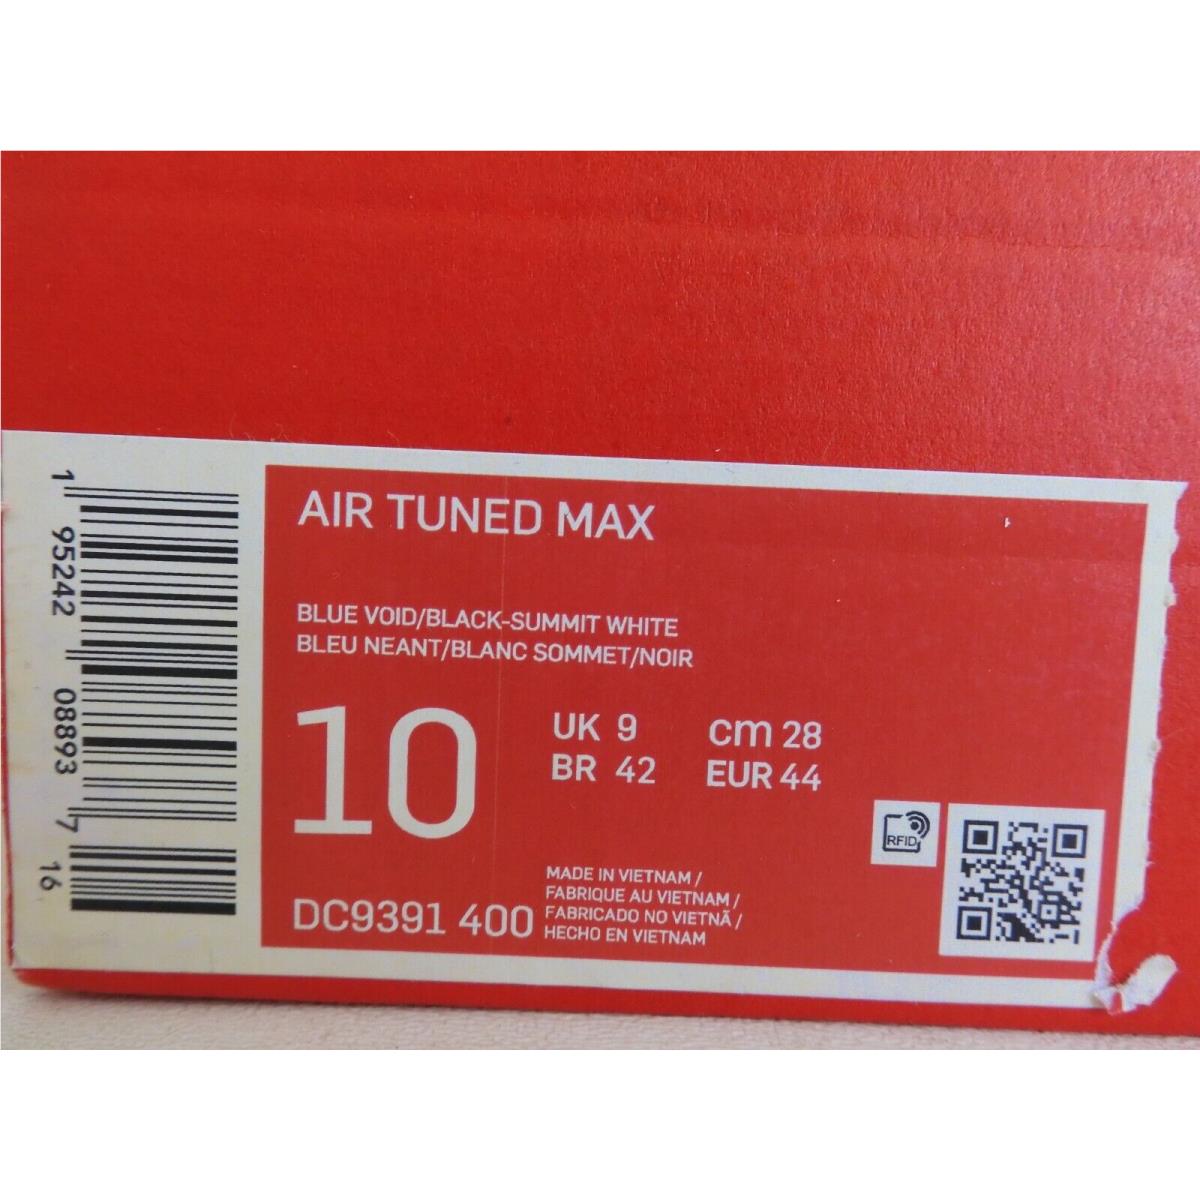 AIR TUNED MAX
BLUE VOID/BLACK-SUMMIT WHITE
BLEU NEANT/BLANC SOMMET/NOIR
10
UK 9 cm 28
BR 42 EUR 44
RFID
DC9391 400
MADE IN VIETNAM /
FABRIQUE AU VIETNAM /
FABRICADO NO VIETNÃ /
HECHO EN VIETNAM
1 95242 08893 7 16